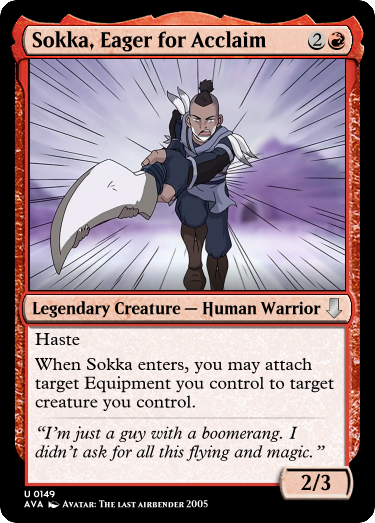 Sokka, Eager for Acclaim 2
Legendary Creature — Human Warrior
Haste
When Sokka enters, you may attach
target Equipment you control to target
creature you control.
“I’m just a guy with a boomerang. I
didn’t ask for all this flying and magic.”
2/3
U 0149
AVA Avatar: The last airbender 2005